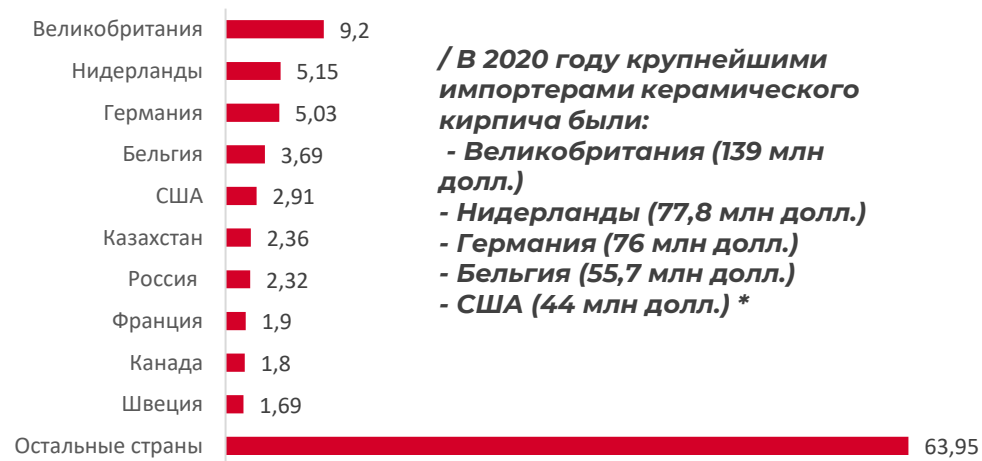 Великобритания 9,2
Нидерланды 5,15
Германия 5,03
Бельгия 3,69
США 2,91
Казахстан 2,36
Россия 2,32
Франция 1,9
Канада 1,8
Швеция 1,69
Остальные страны 63,95
/ В 2020 году крупнейшими
импортерами керамического
кирпича были:
- Великобритания (139 млн
долл.)
- Нидерланды (77,8 млн долл.)
- Германия (76 млн долл.)
- Бельгия (55,7 млн долл.)
- США (44 млн долл.) *